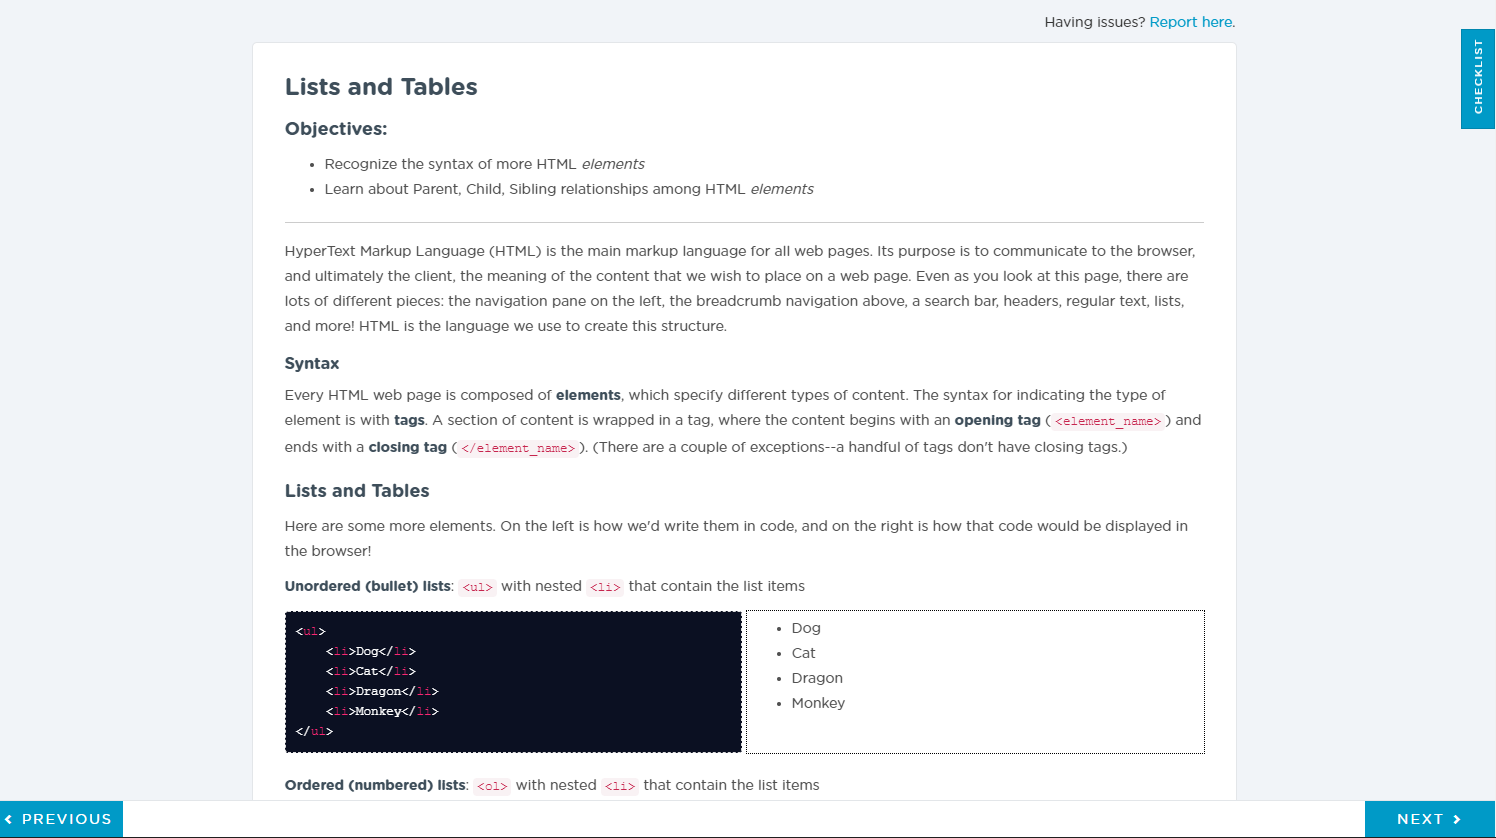 Having issues? Report here.
CHECKLIST
Lists and Tables
Objectives:
• Recognize the syntax of more HTML elements
• Learn about Parent, Child, Sibling relationships among HTML elements
HyperText Markup Language (HTML) is the main markup language for all web pages. Its purpose is to communicate to the browser,
and ultimately the client, the meaning of the content that we wish to place on a web page. Even as you look at this page, there are
lots of different pieces: the navigation pane on the left, the breadcrumb navigation above, a search bar, headers, regular text, lists,
and more! HTML is the language we use to create this structure.
Syntax
Every HTML web page is composed of elements, which specify different types of content. The syntax for indicating the type of
element is with tags. A section of content is wrapped in a tag, where the content begins with an opening tag (<element_name>) and
ends with a closing tag (</element_name>). (There are a couple of exceptions--a handful of tags don't have closing tags.)
Lists and Tables
Here are some more elements. On the left is how we'd write them in code, and on the right is how that code would be displayed in
the browser!
Unordered (bullet) lists: <ul> with nested <li> that contain the list items
<ul>
    <li>Dog</li>
    <li>Cat</li>
    <li>Dragon</li>
    <li>Monkey</li>
</ul>
• Dog
• Cat
• Dragon
• Monkey
Ordered (numbered) lists: <ol> with nested <li> that contain the list items
PREVIOUS
NEXT